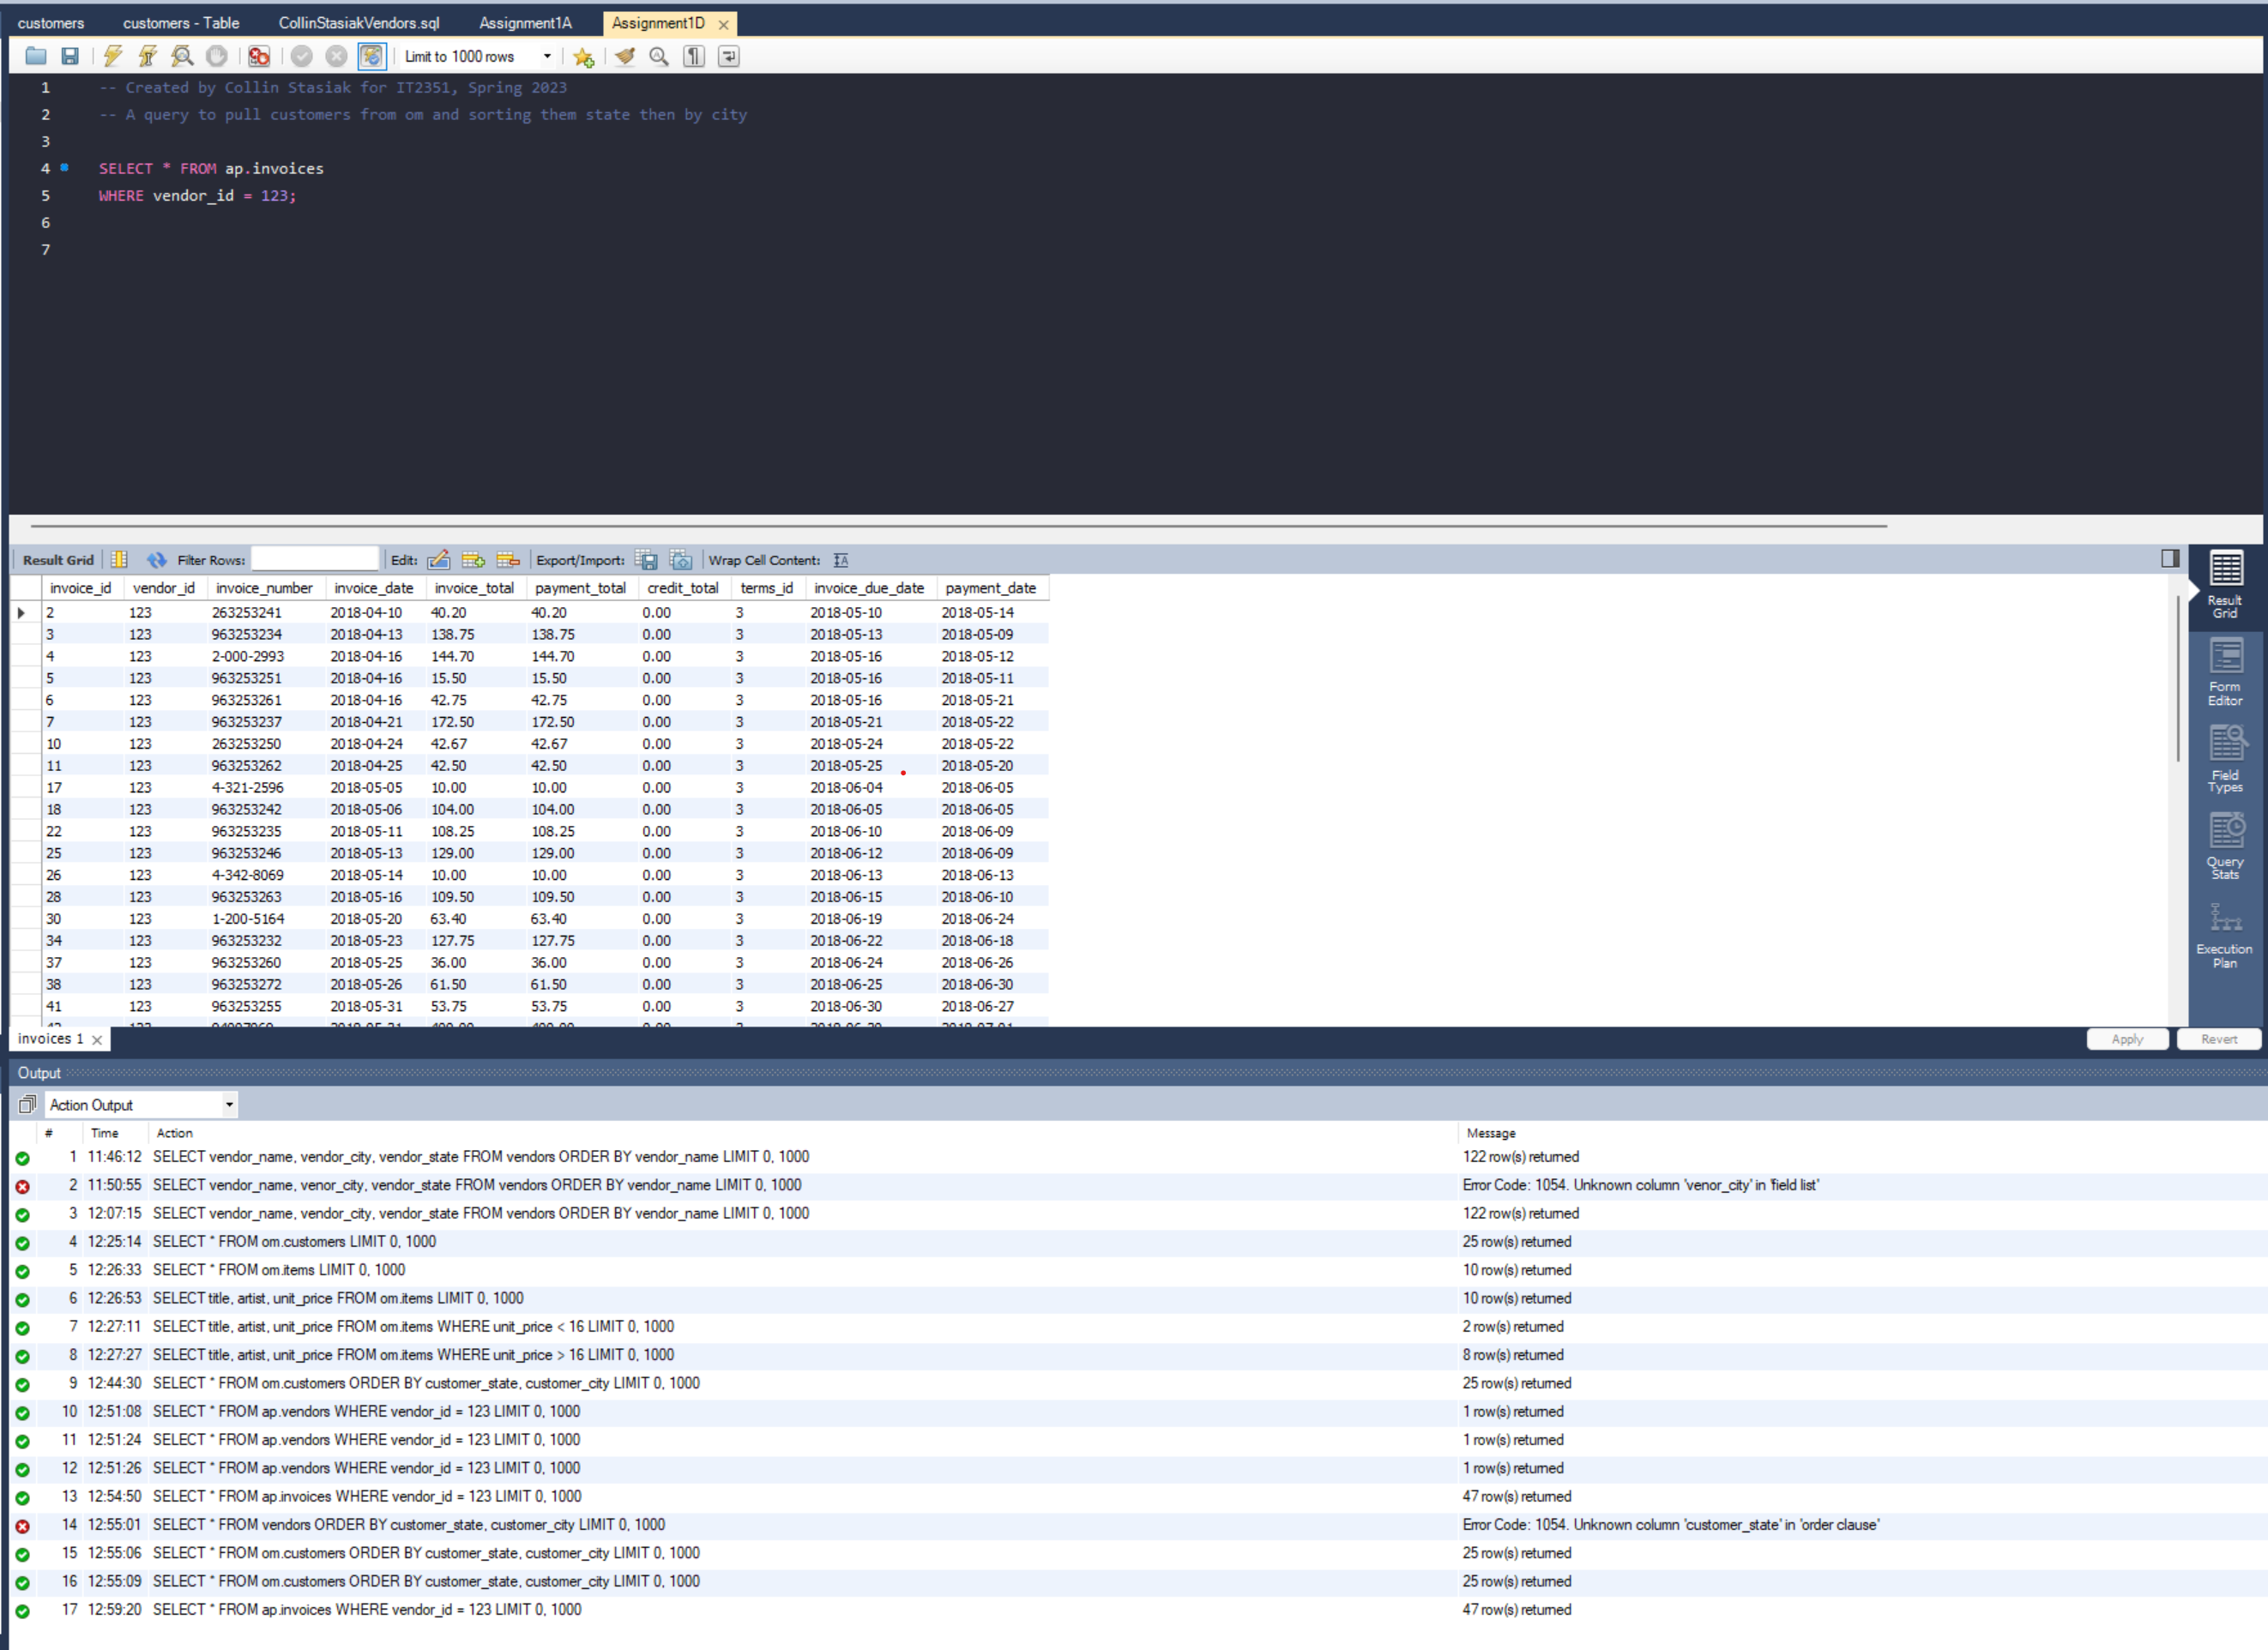 customers customers - Table CollinStasiakVendors.sql Assignment1A Assignment1D
Limit to 1000 rows
1 -- Created by Collin Stasiak for IT2351, Spring 2023
2 -- A query to pull customers from om and sorting them state then by city
3
4 SELECT * FROM ap.invoices
5 WHERE vendor_id = 123;
6
7
Result Grid Filter Rows: Edit: Export/Import: Wrap Cell Content:
invoice_id vendor_id invoice_number invoice_date invoice_total payment_total credit_total terms_id invoice_due_date payment_date
2 123 263253241 2018-04-10 40.20 40.20 0.00 3 2018-05-10 2018-05-14
3 123 963253234 2018-04-13 138.75 138.75 0.00 3 2018-05-13 2018-05-09
4 123 2-000-2993 2018-04-16 144.70 144.70 0.00 3 2018-05-16 2018-05-12
5 123 963253251 2018-04-16 15.50 15.50 0.00 3 2018-05-16 2018-05-11
6 123 963253261 2018-04-16 42.75 42.75 0.00 3 2018-05-16 2018-05-21
7 123 963253237 2018-04-21 172.50 172.50 0.00 3 2018-05-21 2018-05-22
10 123 263253250 2018-04-24 42.67 42.67 0.00 3 2018-05-24 2018-05-22
11 123 963253262 2018-04-25 42.50 42.50 0.00 3 2018-05-25 2018-05-20
17 123 4-321-2596 2018-05-05 10.00 10.00 0.00 3 2018-06-04 2018-06-05
18 123 963253242 2018-05-06 104.00 104.00 0.00 3 2018-06-05 2018-06-05
22 123 963253235 2018-05-11 108.25 108.25 0.00 3 2018-06-10 2018-06-09
25 123 963253246 2018-05-13 129.00 129.00 0.00 3 2018-06-12 2018-06-09
26 123 4-342-8069 2018-05-14 10.00 10.00 0.00 3 2018-06-13 2018-06-13
28 123 963253263 2018-05-16 109.50 109.50 0.00 3 2018-06-15 2018-06-10
30 123 1-200-5164 2018-05-20 63.40 63.40 0.00 3 2018-06-19 2018-06-24
34 123 963253232 2018-05-23 127.75 127.75 0.00 3 2018-06-22 2018-06-18
37 123 963253260 2018-05-25 36.00 36.00 0.00 3 2018-06-24 2018-06-26
38 123 963253272 2018-05-26 61.50 61.50 0.00 3 2018-06-25 2018-06-30
41 123 963253255 2018-05-31 53.75 53.75 0.00 3 2018-06-30 2018-06-27
Result
Grid
Form
Editor
Field
Types
Query
Stats
Execution
Plan
invoices 1
Apply Revert
Output
Action Output
# Time Action Message
1 11:46:12 SELECT vendor_name, vendor_city, vendor_state FROM vendors ORDER BY vendor_name LIMIT 0, 1000 122 row(s) returned
2 11:50:55 SELECT vendor_name, venor_city, vendor_state FROM vendors ORDER BY vendor_name LIMIT 0, 1000 Error Code: 1054. Unknown column 'venor_city' in 'field list'
3 12:07:15 SELECT vendor_name, vendor_city, vendor_state FROM vendors ORDER BY vendor_name LIMIT 0, 1000 122 row(s) returned
4 12:25:14 SELECT * FROM om.customers LIMIT 0, 1000 25 row(s) returned
5 12:26:33 SELECT * FROM om.items LIMIT 0, 1000 10 row(s) returned
6 12:26:53 SELECT title, artist, unit_price FROM om.items LIMIT 0, 1000 10 row(s) returned
7 12:27:11 SELECT title, artist, unit_price FROM om.items WHERE unit_price < 16 LIMIT 0, 1000 2 row(s) returned
8 12:27:27 SELECT title, artist, unit_price FROM om.items WHERE unit_price > 16 LIMIT 0, 1000 8 row(s) returned
9 12:44:30 SELECT * FROM om.customers ORDER BY customer_state, customer_city LIMIT 0, 1000 25 row(s) returned
10 12:51:08 SELECT * FROM ap.vendors WHERE vendor_id = 123 LIMIT 0, 1000 1 row(s) returned
11 12:51:24 SELECT * FROM ap.vendors WHERE vendor_id = 123 LIMIT 0, 1000 1 row(s) returned
12 12:51:26 SELECT * FROM ap.vendors WHERE vendor_id = 123 LIMIT 0, 1000 1 row(s) returned
13 12:54:50 SELECT * FROM ap.invoices WHERE vendor_id = 123 LIMIT 0, 1000 47 row(s) returned
14 12:55:01 SELECT * FROM vendors ORDER BY customer_state, customer_city LIMIT 0, 1000 Error Code: 1054. Unknown column 'customer_state' in 'order clause'
15 12:55:06 SELECT * FROM om.customers ORDER BY customer_state, customer_city LIMIT 0, 1000 25 row(s) returned
16 12:55:09 SELECT * FROM om.customers ORDER BY customer_state, customer_city LIMIT 0, 1000 25 row(s) returned
17 12:59:20 SELECT * FROM ap.invoices WHERE vendor_id = 123 LIMIT 0, 1000 47 row(s) returned